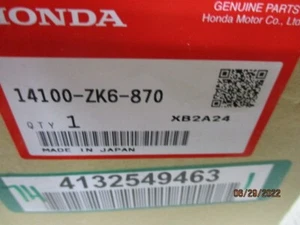 HONDA
GENUINE PARTS
Honda Motor Co., Ltd.
14100-ZK6-870
QTY 1
XB2A24
MADE IN JAPAN
4132549463
08/29/2022